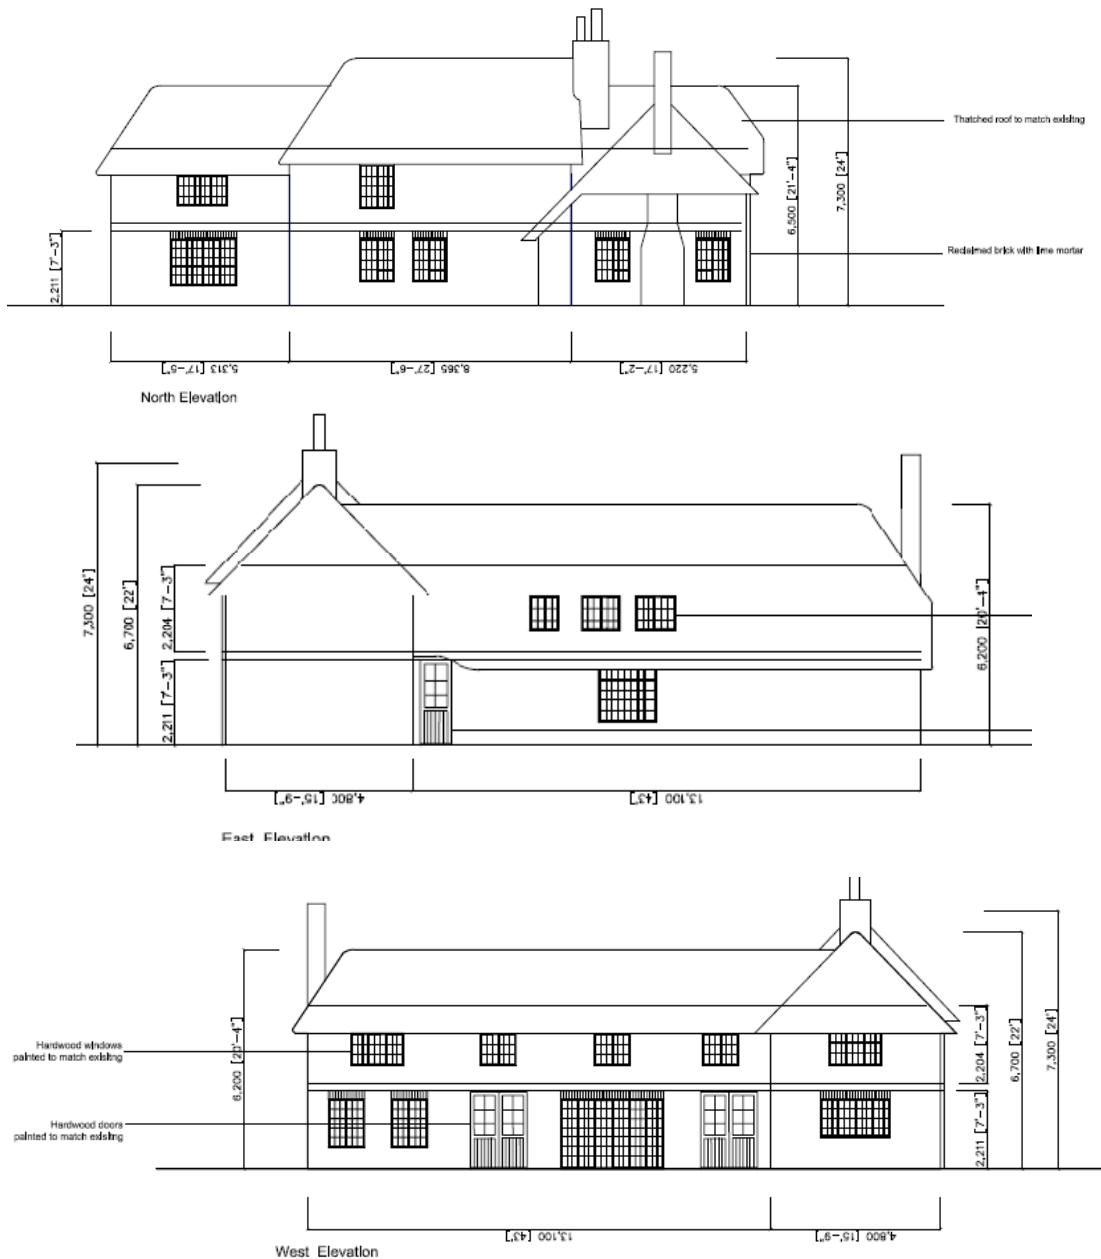 Thatched roof to match existing
7,300 [24']
6,500 [21'-4"]
2,211 [7'-3"]
Reclaimed brick with lime mortar
5,313 [17'-5"]
8,365 [27'-6"]
5,220 [17'-2"]
North Elevation
7,300 [24']
6,700 [22']
2,204 [7'-3"]
2,211 [7'-3"]
6,200 [20'-4"]
4,800 [15'-9"]
13,100 [43']
East Elevation
Hardwood windows
painted to match existing
6,200 [20'-4"]
2,204 [7'-3"]
6,700 [22']
7,300 [24']
Hardwood doors
painted to match existing
2,211 [7'-3"]
13,100 [43']
4,800 [15'-9"]
West Elevation